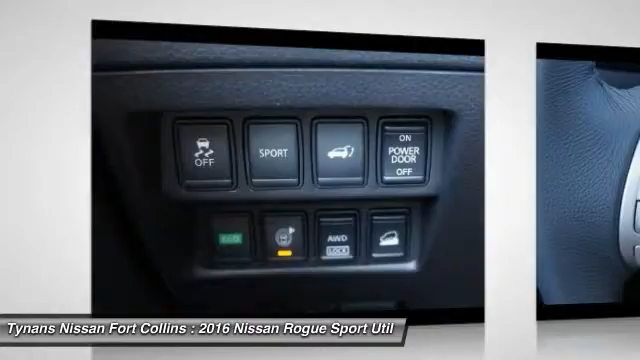 OFF
SPORT
ON
POWER
DOOR
OFF
ECO
AWD
LOCK
Tynans Nissan Fort Collins : 2016 Nissan Rogue Sport Util